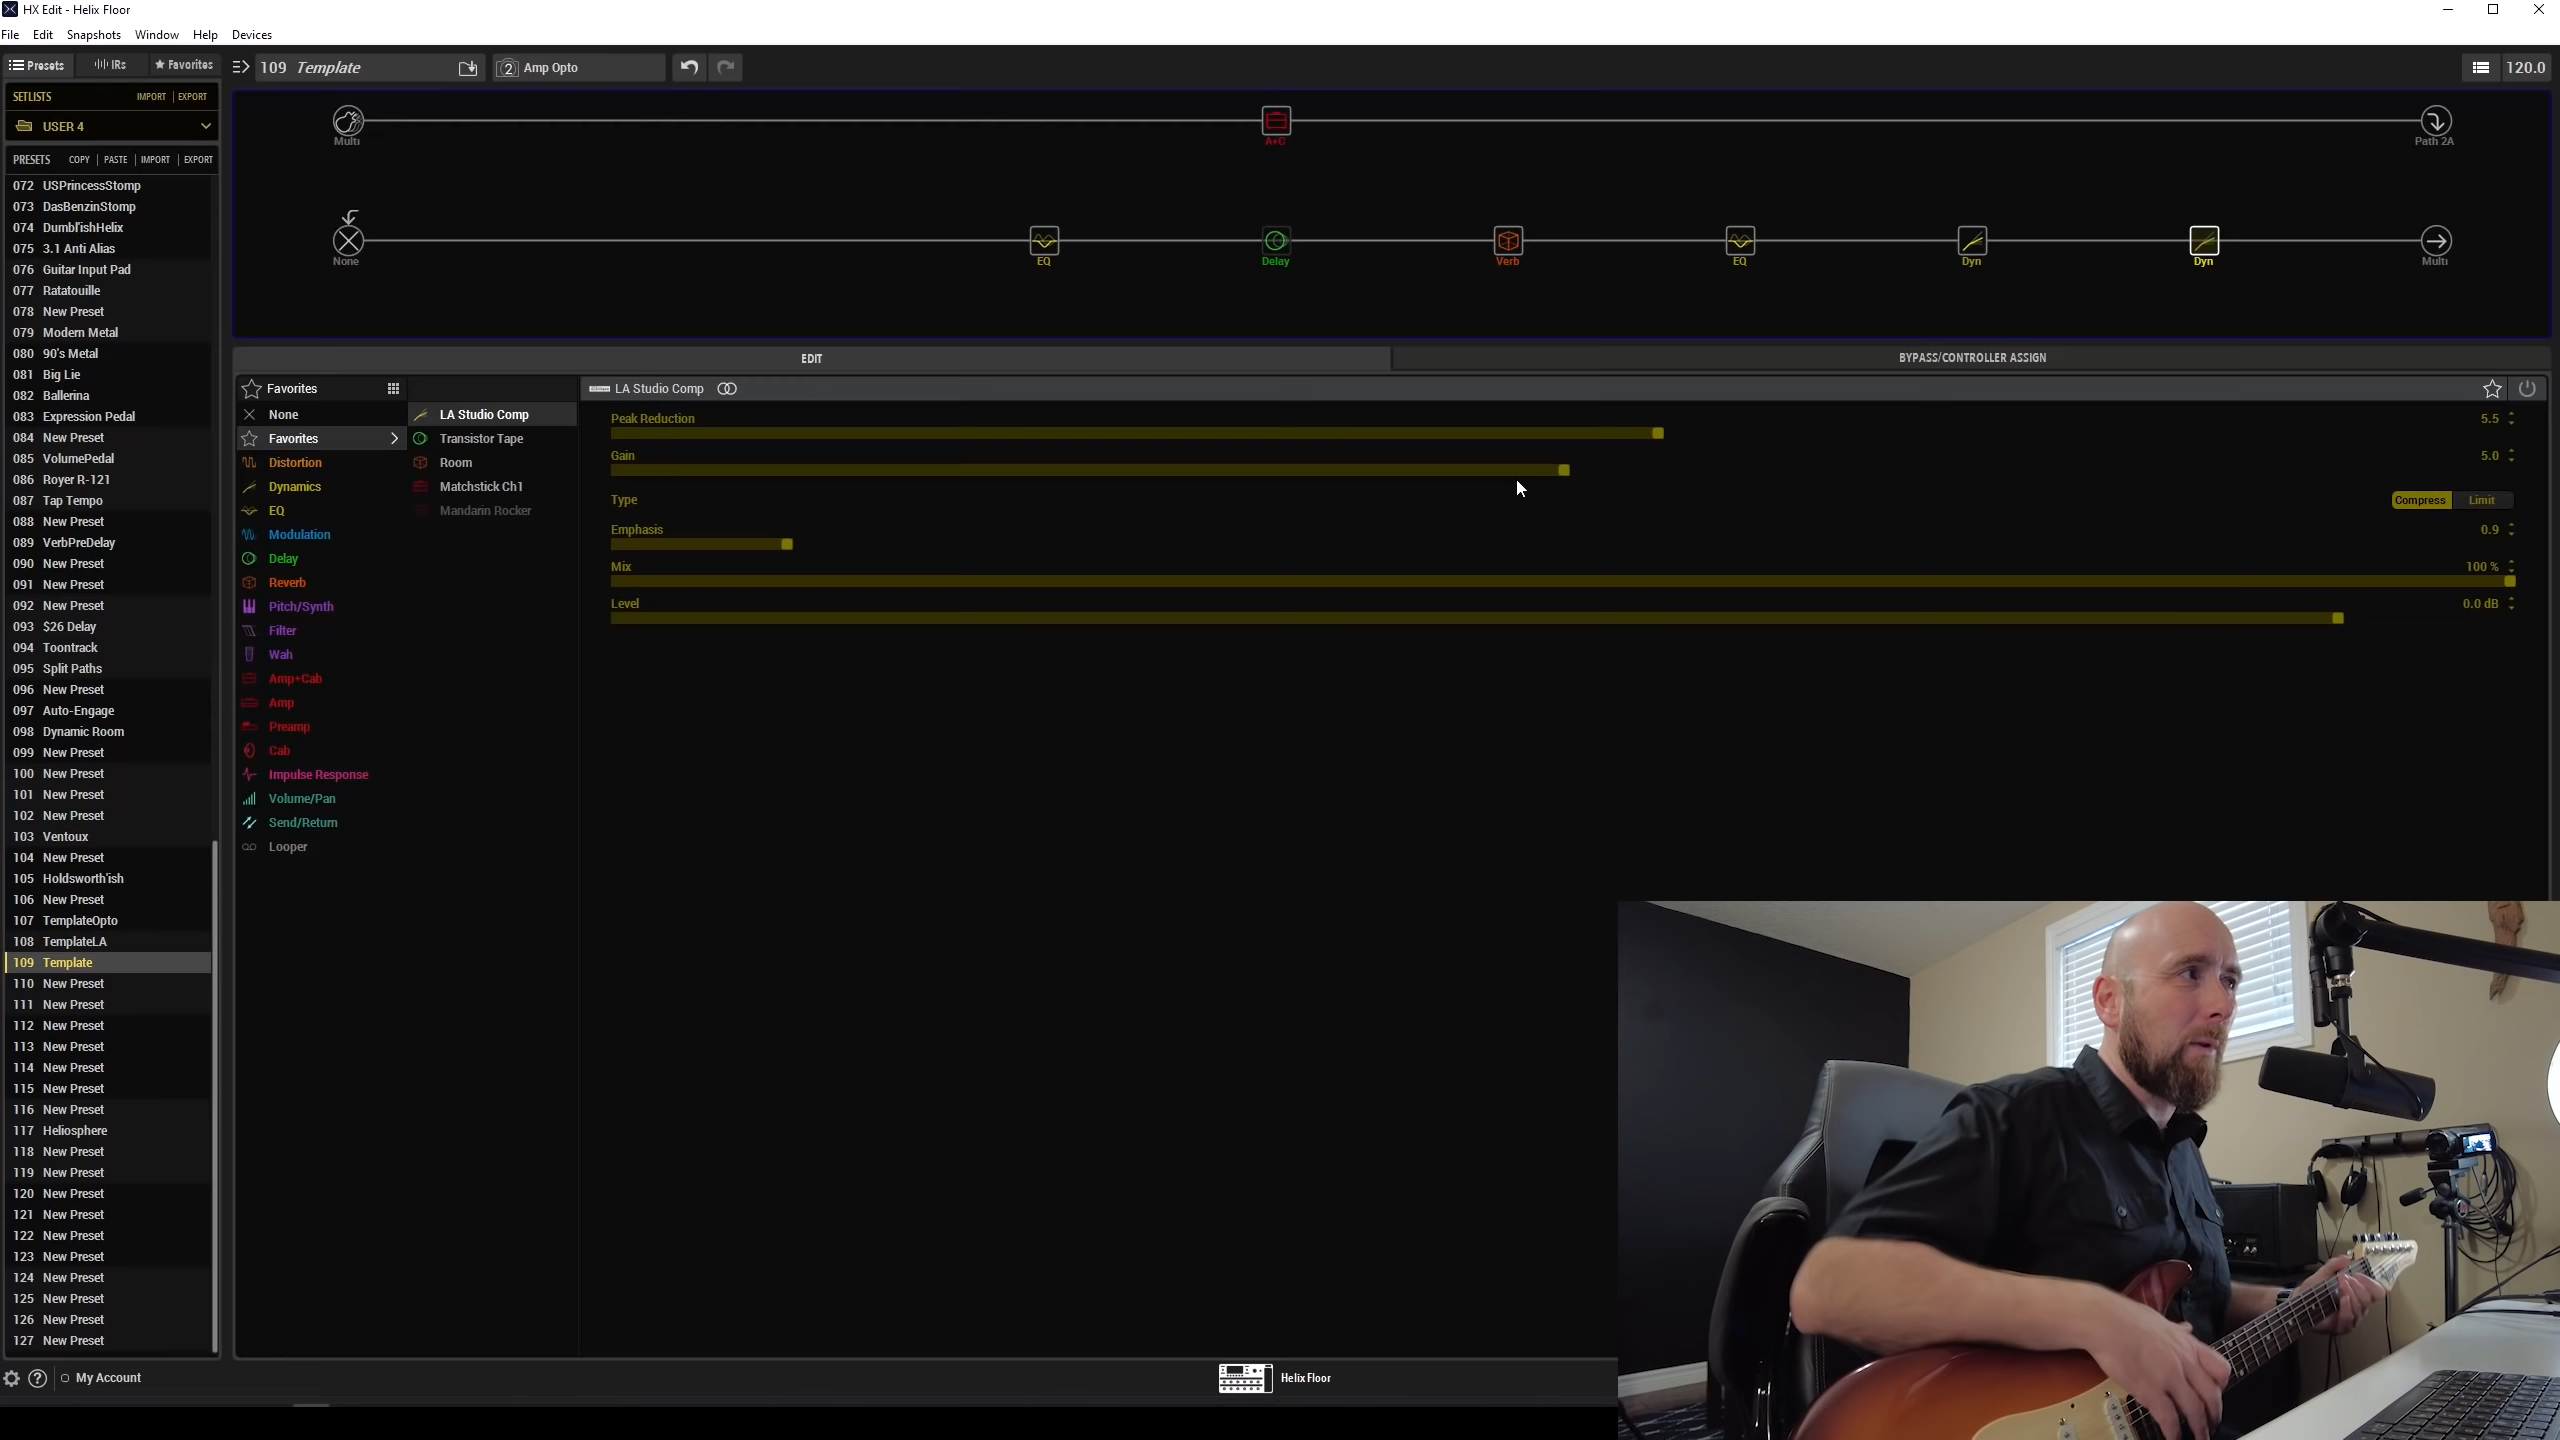 HX Edit - Helix Floor
File Edit Snapshots Window Help Devices
Presets IRs Favorites
109 Template 2 Amp Opto 120.0
SETLISTS IMPORT | EXPORT
USER 4
PRESETS COPY | PASTE | IMPORT | EXPORT
072 USPrincessStomp
073 DasBenzinStomp
074 Dumbl'ishHelix
075 3.1 Anti Alias
076 Guitar Input Pad
077 Ratatouille
078 New Preset
079 Modern Metal
080 90's Metal
081 Big Lie
082 Ballerina
083 Expression Pedal
084 New Preset
085 VolumePedal
086 Royer R-121
087 Tap Tempo
088 New Preset
089 VerbPreDelay
090 New Preset
091 New Preset
092 New Preset
093 $26 Delay
094 Toontrack
095 Split Paths
096 New Preset
097 Auto-Engage
098 Dynamic Room
099 New Preset
100 New Preset
101 New Preset
102 New Preset
103 Ventoux
104 New Preset
105 Holdsworth'ish
106 New Preset
107 TemplateOpto
108 TemplateLA
109 Template
110 New Preset
111 New Preset
112 New Preset
113 New Preset
114 New Preset
115 New Preset
116 New Preset
117 Heliosphere
118 New Preset
119 New Preset
120 New Preset
121 New Preset
122 New Preset
123 New Preset
124 New Preset
125 New Preset
126 New Preset
127 New Preset
Multi A+C Path 2A
None EQ Delay Verb EQ Dyn Dyn Multi
EDIT BYPASS/CONTROLLER ASSIGN
Favorites
None
Favorites
Distortion
Dynamics
EQ
Modulation
Delay
Reverb
Pitch/Synth
Filter
Wah
Amp+Cab
Amp
Preamp
Cab
Impulse Response
Volume/Pan
Send/Return
Looper
LA Studio Comp
Transistor Tape
Room
Matchstick Ch1
Mandarin Rocker
LA Studio Comp
Peak Reduction 5.5
Gain 5.0
Type Compress Limit
Emphasis 0.9
Mix 100 %
Level 0.0 dB
My Account
Helix Floor